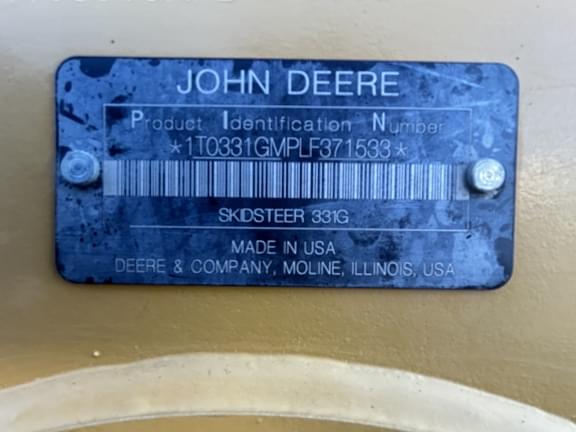 JOHN DEERE
Product Identification Number
*1T0331GMPLF371533*
SKIDSTEER 331G
MADE IN USA
DEERE & COMPANY, MOLINE, ILLINOIS, USA